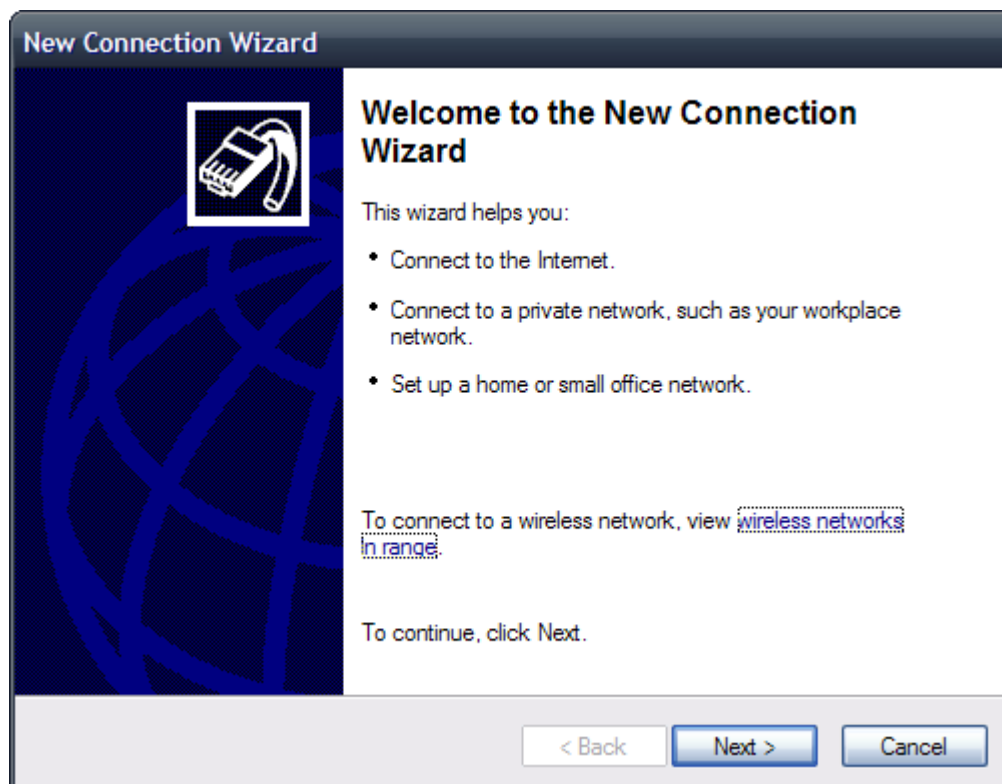 New Connection Wizard
Welcome to the New Connection
Wizard
This wizard helps you:
• Connect to the Internet.
• Connect to a private network, such as your workplace
network.
• Set up a home or small office network.
To connect to a wireless network, view wireless networks
in range.
To continue, click Next.
< Back Next > Cancel